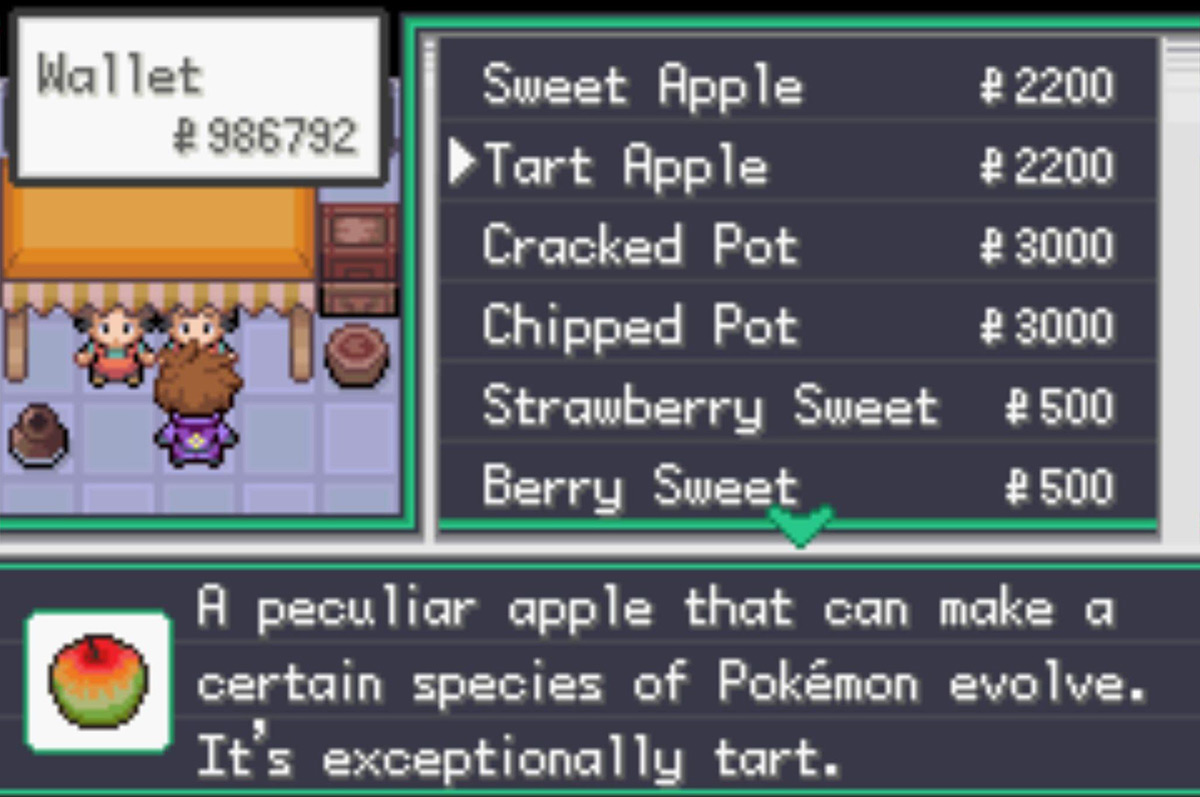 Wallet
₽986792
Sweet Apple ₽2200
Tart Apple ₽2200
Cracked Pot ₽3000
Chipped Pot ₽3000
Strawberry Sweet ₽500
Berry Sweet ₽500
A peculiar apple that can make a
certain species of Pokémon evolve.
It's exceptionally tart.